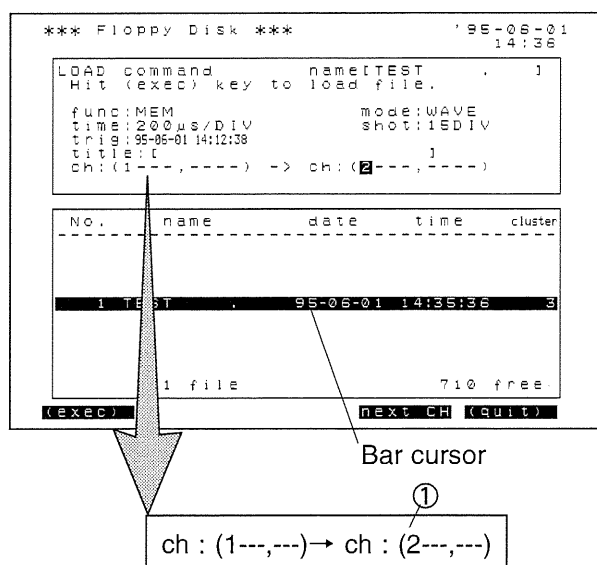 *** Floppy Disk *** '95-06-01
14:36
LOAD command name[TEST . ]
Hit (exec) key to load file.
func:MEM mode:WAVE
time:200μs/DIV shot:15DIV
trig:95-06-01 14:12:38
title:[ ]
ch:(1---,----) -> ch:(2---,----)
No. name date time cluster
1 TEST . 95-06-01 14:35:36 3
1 file 710 free
(exec) next CH (quit)
Bar cursor
①
ch : (1---,---)→ ch : (2---,---)